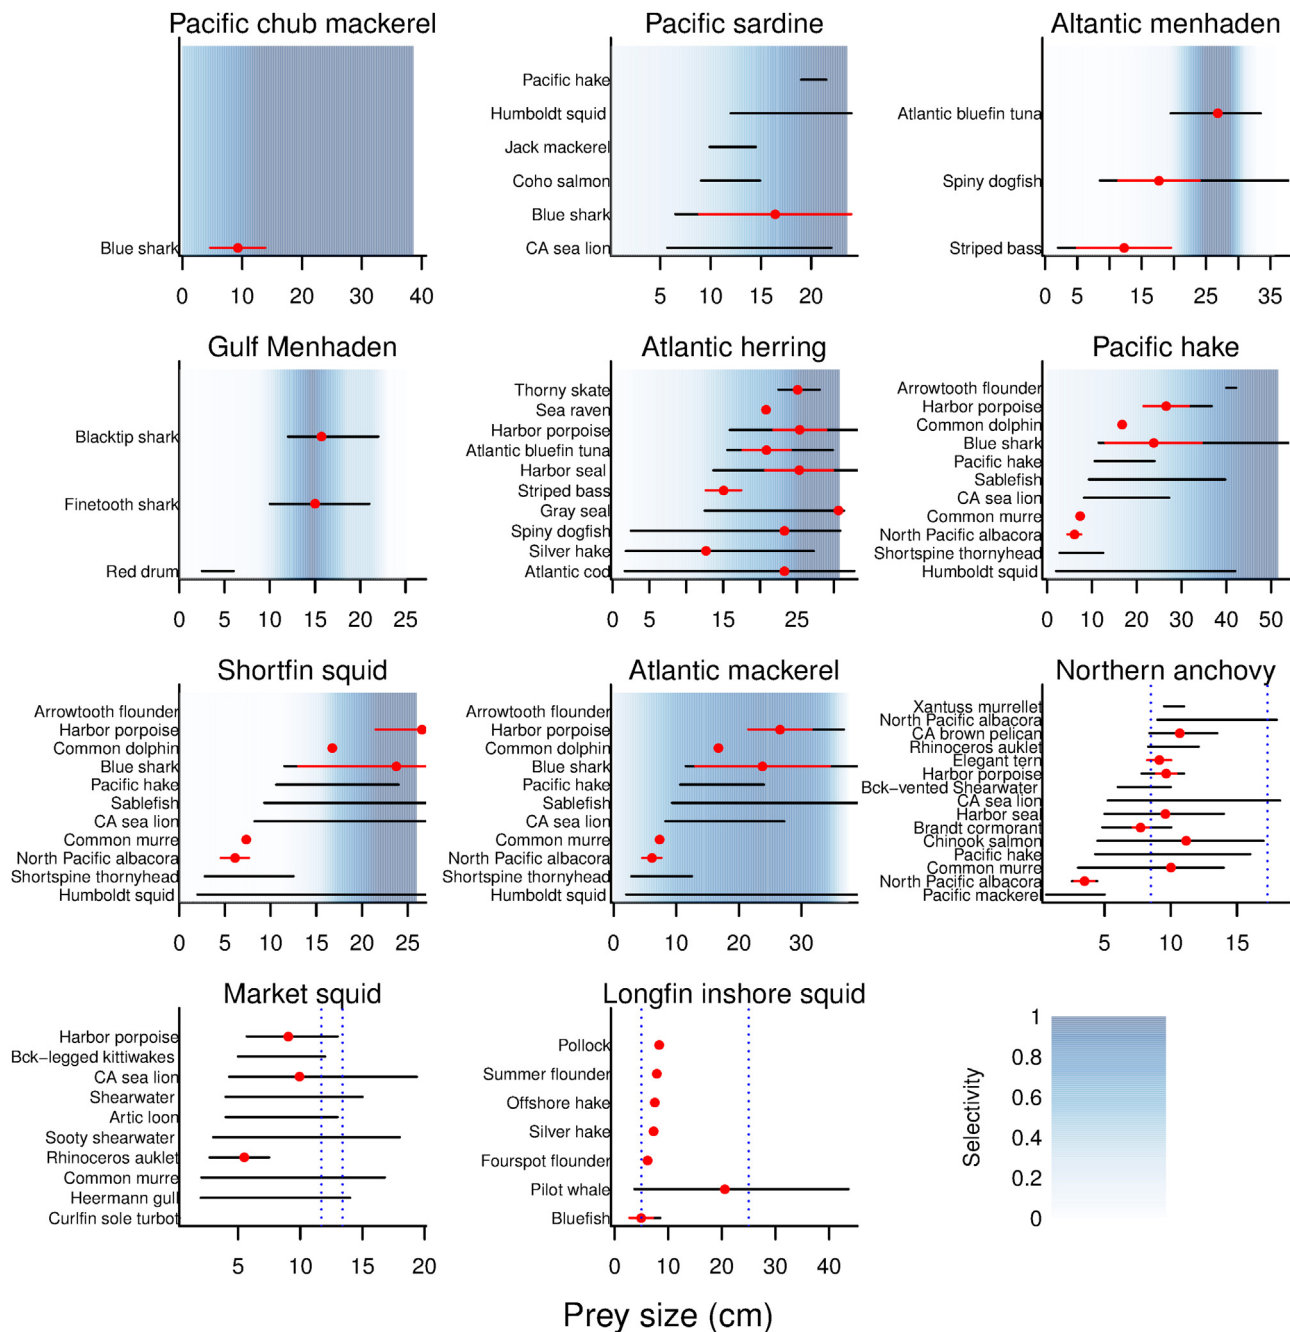 Pacific chub mackerel
Blue shark
0 10 20 30 40
Pacific sardine
Pacific hake
Humboldt squid
Jack mackerel
Coho salmon
Blue shark
CA sea lion
5 10 15 20
Altantic menhaden
Atlantic bluefin tuna
Spiny dogfish
Striped bass
0 5 15 25 35
Gulf Menhaden
Blacktip shark
Finetooth shark
Red drum
0 5 10 15 20 25
Atlantic herring
Thorny skate
Sea raven
Harbor porpoise
Atlantic bluefin tuna
Harbor seal
Striped bass
Gray seal
Spiny dogfish
Silver hake
Atlantic cod
0 5 15 25
Pacific hake
Arrowtooth flounder
Harbor porpoise
Common dolphin
Blue shark
Pacific hake
Sablefish
CA sea lion
Common murre
North Pacific albacora
Shortspine thornyhead
Humboldt squid
0 10 20 30 40 50
Shortfin squid
Arrowtooth flounder
Harbor porpoise
Common dolphin
Blue shark
Pacific hake
Sablefish
CA sea lion
Common murre
North Pacific albacora
Shortspine thornyhead
Humboldt squid
0 5 10 15 20 25
Atlantic mackerel
Arrowtooth flounder
Harbor porpoise
Common dolphin
Blue shark
Pacific hake
Sablefish
CA sea lion
Common murre
North Pacific albacora
Shortspine thornyhead
Humboldt squid
0 10 20 30
Northern anchovy
Xantuss murrellet
North Pacific albacora
CA brown pelican
Rhinoceros auklet
Elegant tern
Harbor porpoise
Bck-vented Shearwater
CA sea lion
Harbor seal
Brandt cormorant
Chinook salmon
Pacific hake
Common murre
North Pacific albacora
Pacific mackerel
5 10 15
Market squid
Harbor porpoise
Bck-legged kittiwakes
CA sea lion
Shearwater
Artic loon
Sooty shearwater
Rhinoceros auklet
Common murre
Heermann gull
Curlfin sole turbot
5 10 15 20
Longfin inshore squid
Pollock
Summer flounder
Offshore hake
Silver hake
Fourspot flounder
Pilot whale
Bluefish
0 10 20 30 40
Selectivity
1
0.8
0.6
0.4
0.2
0
Prey size (cm)